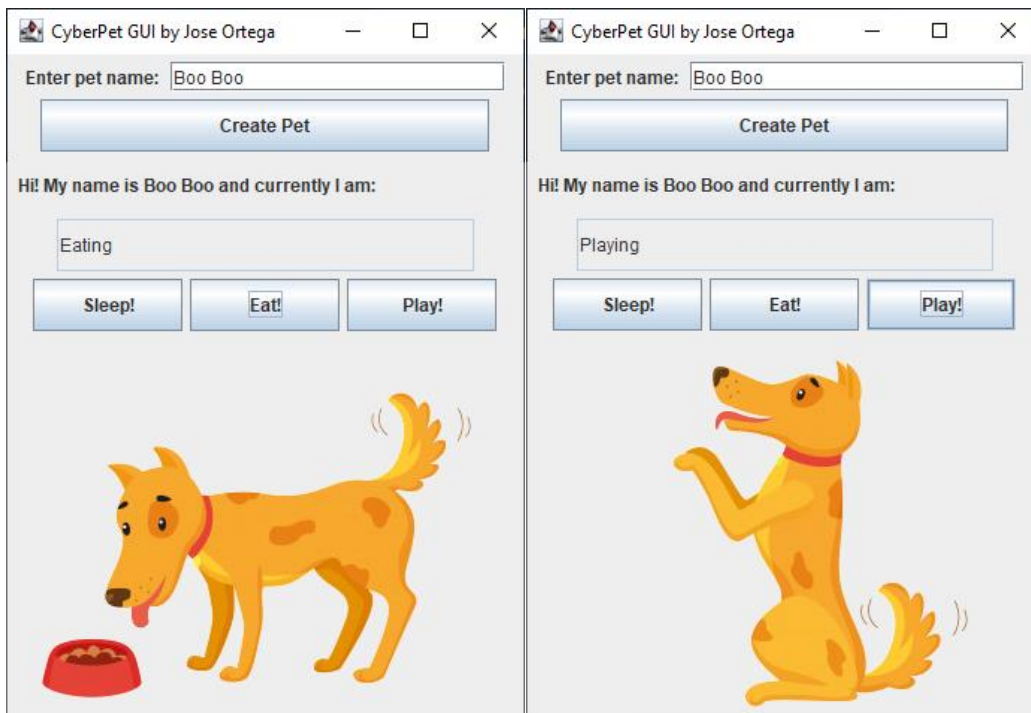 CyberPet GUI by Jose Ortega
Enter pet name: Boo Boo
Create Pet
Hi! My name is Boo Boo and currently I am:
Eating
Sleep! Eat! Play!
CyberPet GUI by Jose Ortega
Enter pet name: Boo Boo
Create Pet
Hi! My name is Boo Boo and currently I am:
Playing
Sleep! Eat! Play!